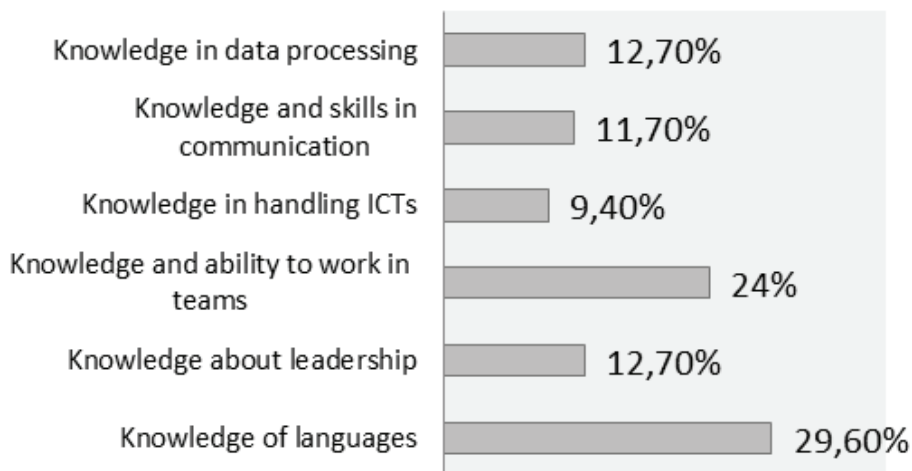 Knowledge in data processing
12,70%
Knowledge and skills in
communication
11,70%
Knowledge in handling ICTs
9,40%
Knowledge and ability to work in
teams
24%
Knowledge about leadership
12,70%
Knowledge of languages
29,60%